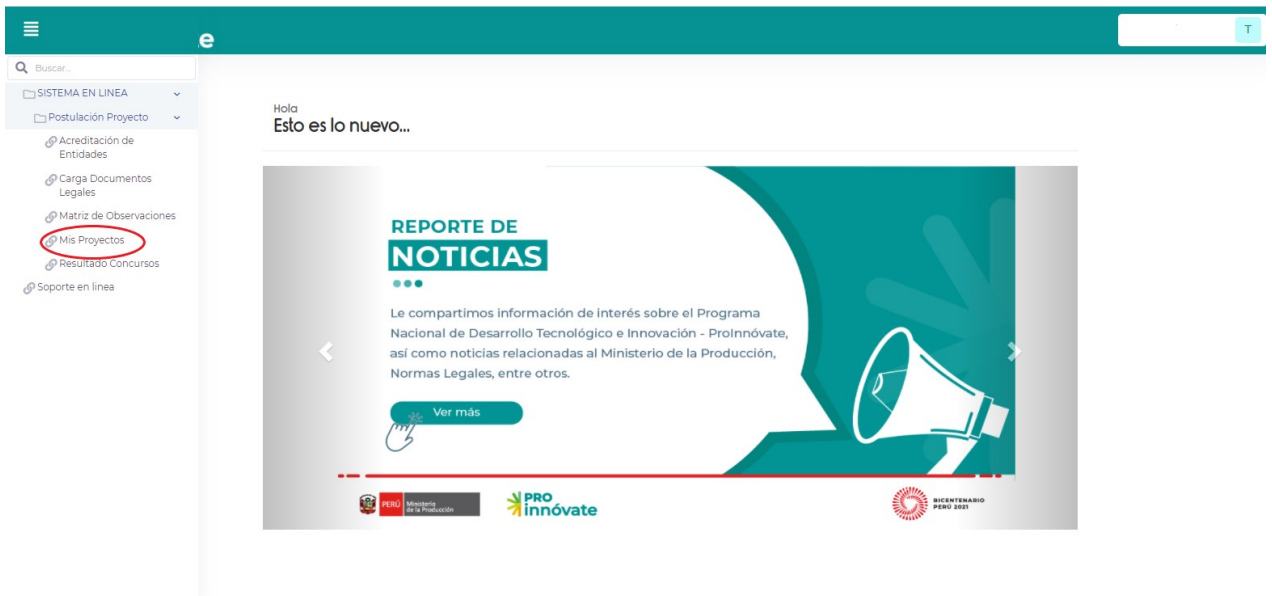 e
T
Buscar...
SISTEMA EN LINEA
Postulación Proyecto
Acreditación de
Entidades
Carga Documentos
Legales
Matriz de Observaciones
Mis Proyectos
Resultado Concursos
Soporte en linea
Hola
Esto es lo nuevo...
REPORTE DE
NOTICIAS
Le compartimos información de interés sobre el Programa
Nacional de Desarrollo Tecnológico e Innovación - ProInnóvate,
así como noticias relacionadas al Ministerio de la Producción,
Normas Legales, entre otros.
Ver más
PERÚ
Ministerio
de la Producción
PRO
innóvate
BICENTENARIO
PERÚ 2021